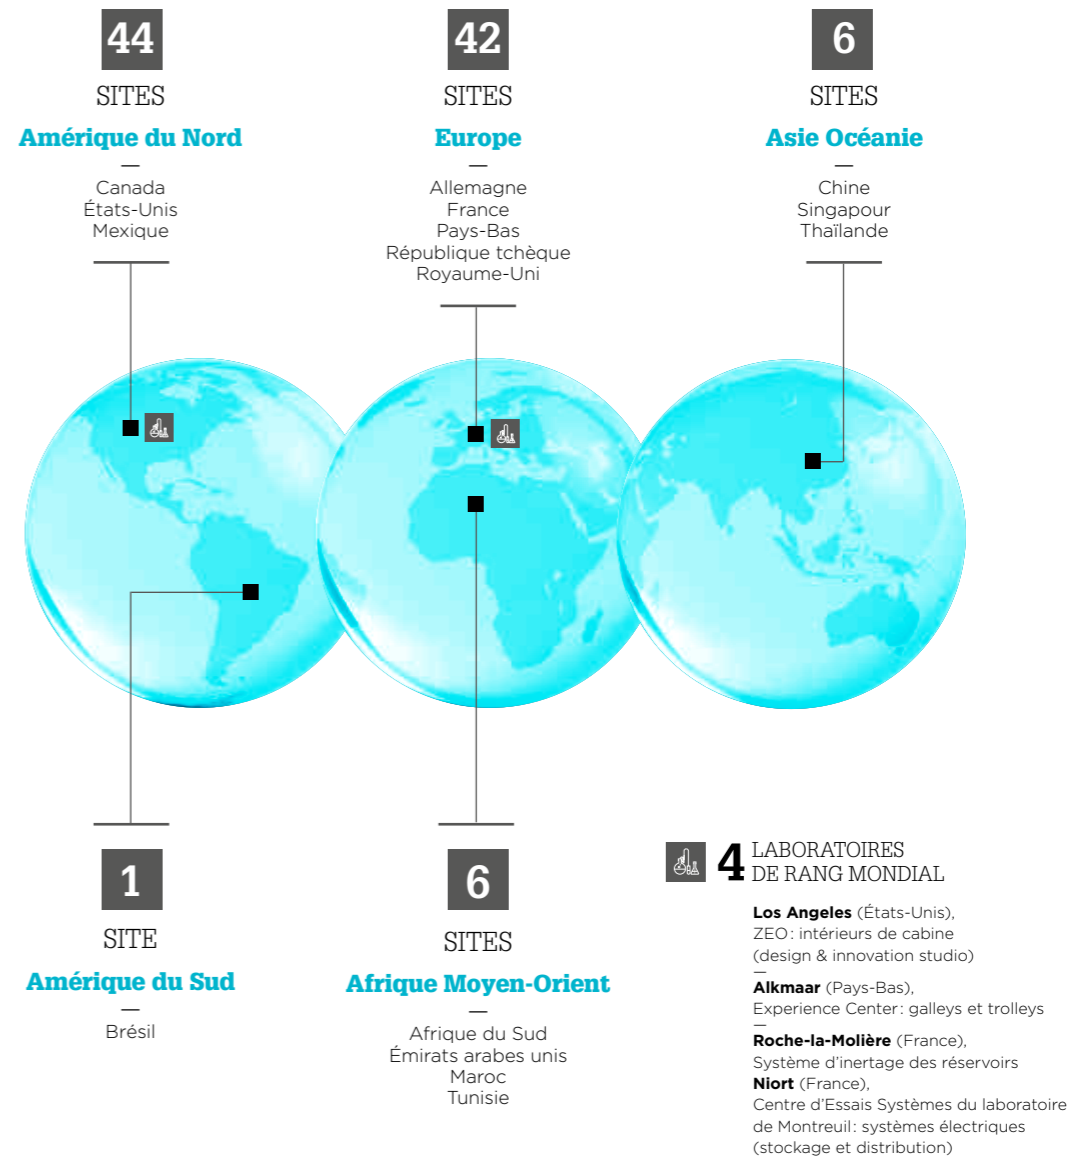 44
SITES
Amérique du Nord
—
Canada
États-Unis
Mexique
42
SITES
Europe
—
Allemagne
France
Pays-Bas
République tchèque
Royaume-Uni
6
SITES
Asie Océanie
—
Chine
Singapour
Thaïlande
1
SITE
Amérique du Sud
—
Brésil
6
SITES
Afrique Moyen-Orient
—
Afrique du Sud
Émirats arabes unis
Maroc
Tunisie
4 LABORATOIRES
DE RANG MONDIAL
Los Angeles (États-Unis),
ZEO : intérieurs de cabine
(design & innovation studio)
—
Alkmaar (Pays-Bas),
Experience Center : galleys et trolleys
—
Roche-la-Molière (France),
Système d’inertage des réservoirs
Niort (France),
Centre d’Essais Systèmes du laboratoire
de Montreuil : systèmes électriques
(stockage et distribution)